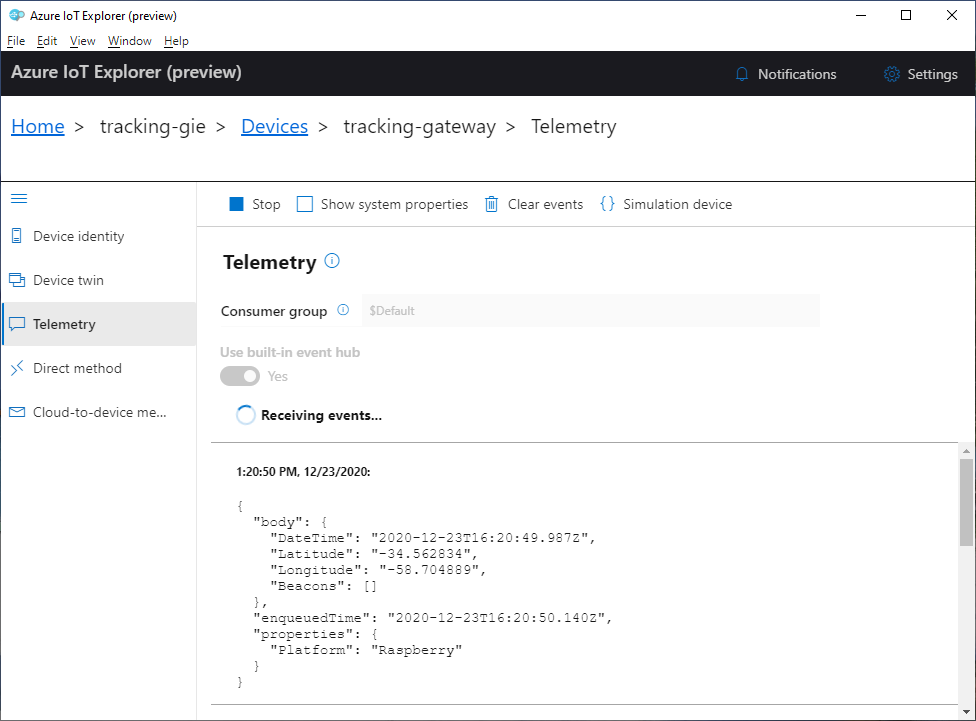 Azure IoT Explorer (preview)
File Edit View Window Help
Azure IoT Explorer (preview) Notifications Settings
Home > tracking-gie > Devices > tracking-gateway > Telemetry
Stop Show system properties Clear events {} Simulation device
Device identity
Device twin
Telemetry
Direct method
Cloud-to-device me...
Telemetry
Consumer group $Default
Use built-in event hub
Yes
Receiving events...
1:20:50 PM, 12/23/2020:
{
"body": {
"DateTime": "2020-12-23T16:20:49.987Z",
"Latitude": "-34.562834",
"Longitude": "-58.704889",
"Beacons": []
},
"enqueuedTime": "2020-12-23T16:20:50.140Z",
"properties": {
"Platform": "Raspberry"
}
}